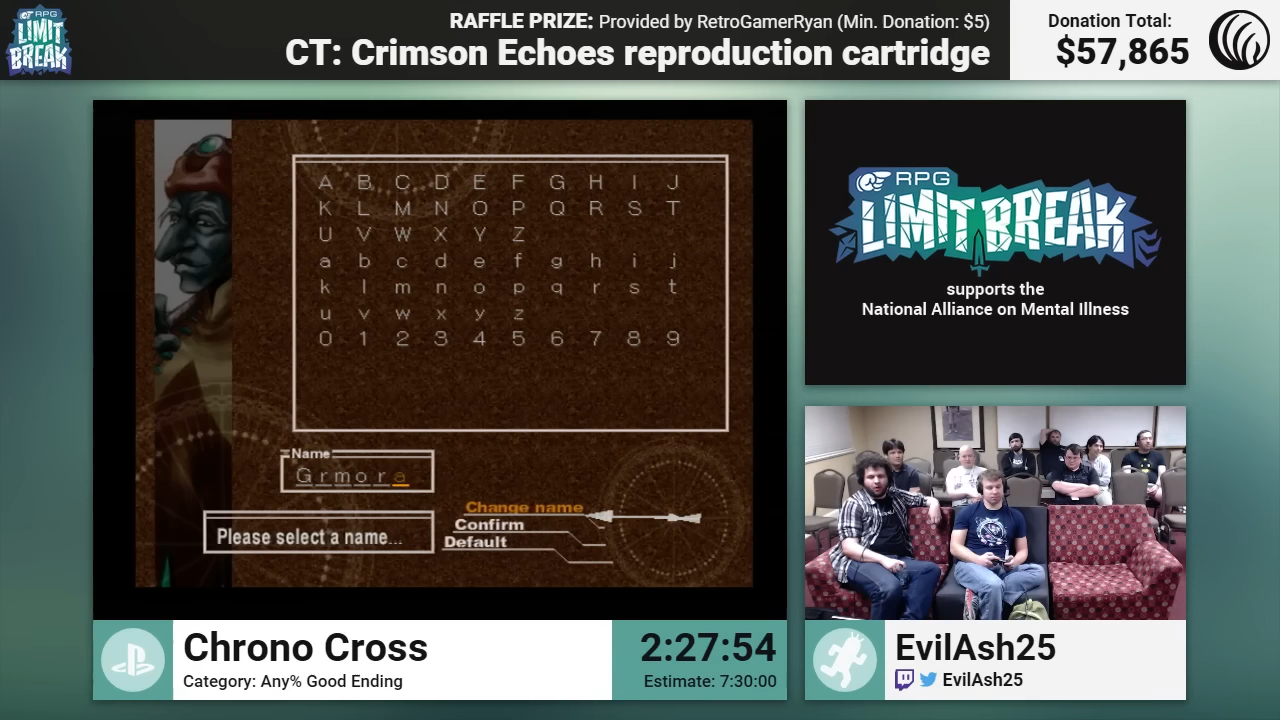 RPG
LIMIT
BREAK
RAFFLE PRIZE: Provided by RetroGamerRyan (Min. Donation: $5)
CT: Crimson Echoes reproduction cartridge
Donation Total:
$57,865
A B C D E F G H I J
K L M N O P Q R S T
U V W X Y Z
a b c d e f g h i j
k l m n o p q r s t
u v w x y z
0 1 2 3 4 5 6 7 8 9
Name
Grmora
Please select a name...
Change name
Confirm
Default
RPG
LIMIT BREAK
supports the
National Alliance on Mental Illness
Chrono Cross
Category: Any% Good Ending
2:27:54
Estimate: 7:30:00
EvilAsh25
EvilAsh25